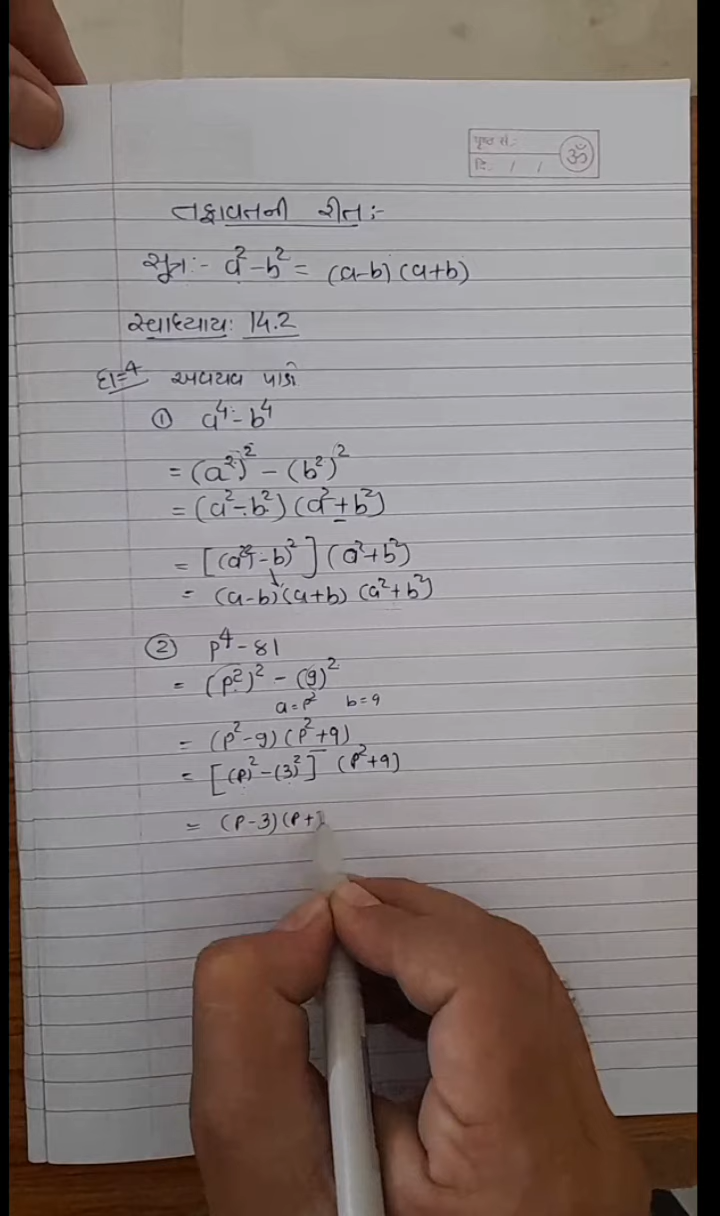 पृष्ठ सं.:
दि. / /
ॐ
તફાવતની રીત :-
સૂત્ર :- a² - b² = (a-b) (a+b)
સ્વાધ્યાય: 14.2
દા=4 અવયવ પાડો
① a⁴ - b⁴
= (a²)² - (b²)²
= (a² - b²) (a² + b²)
= [(a)² - b)²] (a² + b²)
= (a-b) (a+b) (a² + b²)
② p⁴ - 81
= (p²)² - (9)²
a = p² b = 9
= (p² - 9) (p² + 9)
= [(p)² - (3)²] (p² + 9)
= (p - 3) (p +